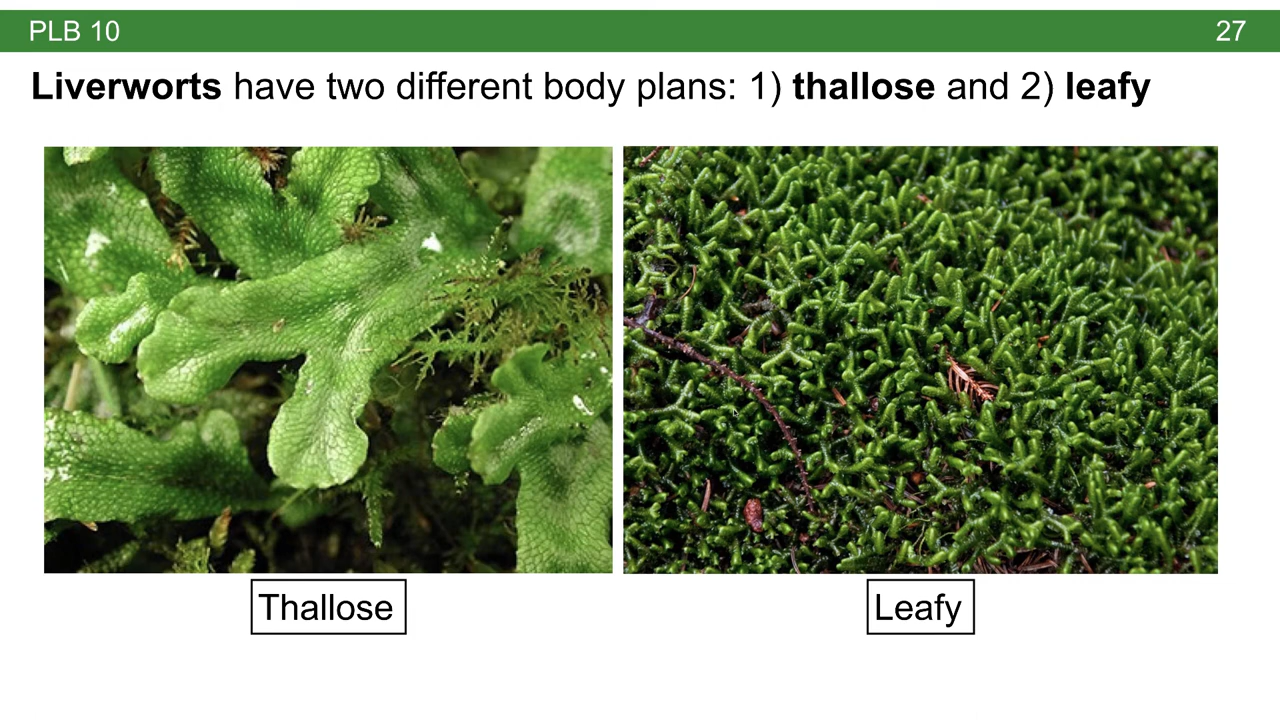 PLB 10
27
Liverworts have two different body plans: 1) thallose and 2) leafy
Thallose
Leafy